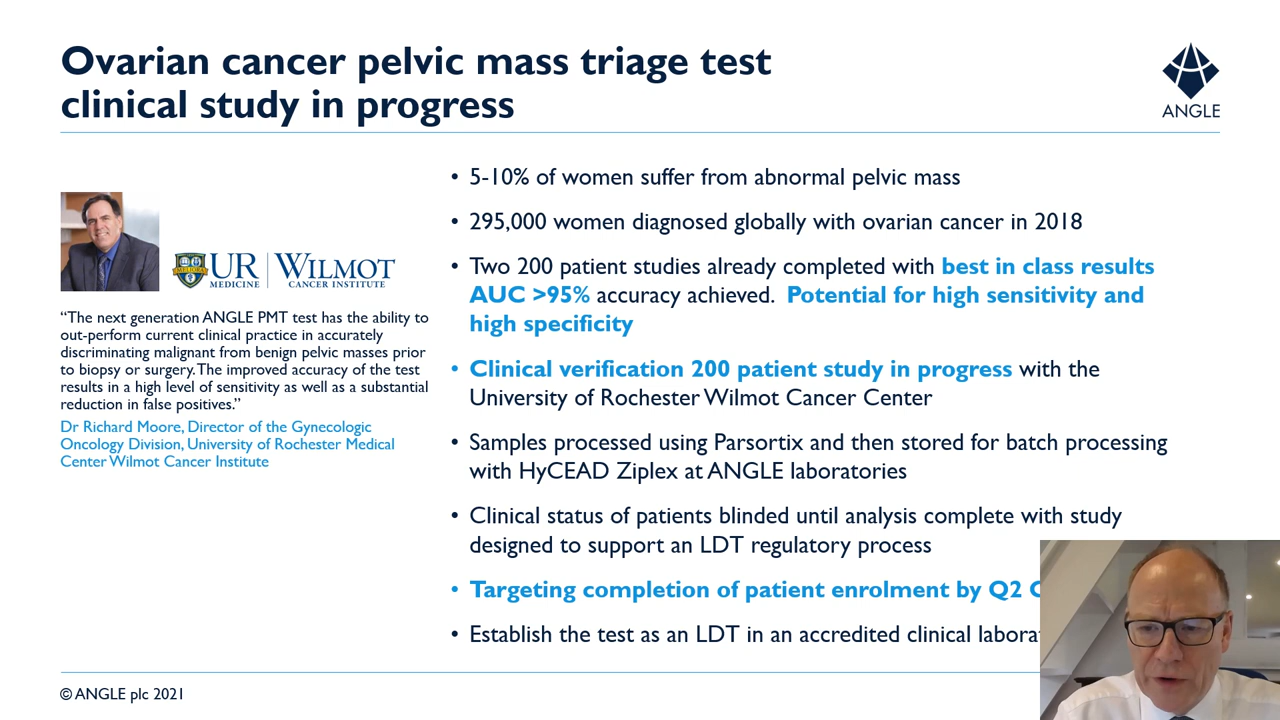 Ovarian cancer pelvic mass triage test
clinical study in progress
ANGLE
UR
MEDICINE
WILMOT
CANCER INSTITUTE
“The next generation ANGLE PMT test has the ability to
out-perform current clinical practice in accurately
discriminating malignant from benign pelvic masses prior
to biopsy or surgery. The improved accuracy of the test
results in a high level of sensitivity as well as a substantial
reduction in false positives.”
Dr Richard Moore, Director of the Gynecologic
Oncology Division, University of Rochester Medical
Center Wilmot Cancer Institute
• 5-10% of women suffer from abnormal pelvic mass
• 295,000 women diagnosed globally with ovarian cancer in 2018
• Two 200 patient studies already completed with best in class results
AUC >95% accuracy achieved. Potential for high sensitivity and
high specificity
• Clinical verification 200 patient study in progress with the
University of Rochester Wilmot Cancer Center
• Samples processed using Parsortix and then stored for batch processing
with HyCEAD Ziplex at ANGLE laboratories
• Clinical status of patients blinded until analysis complete with study
designed to support an LDT regulatory process
• Targeting completion of patient enrolment by Q2
• Establish the test as an LDT in an accredited clinical
© ANGLE plc 2021